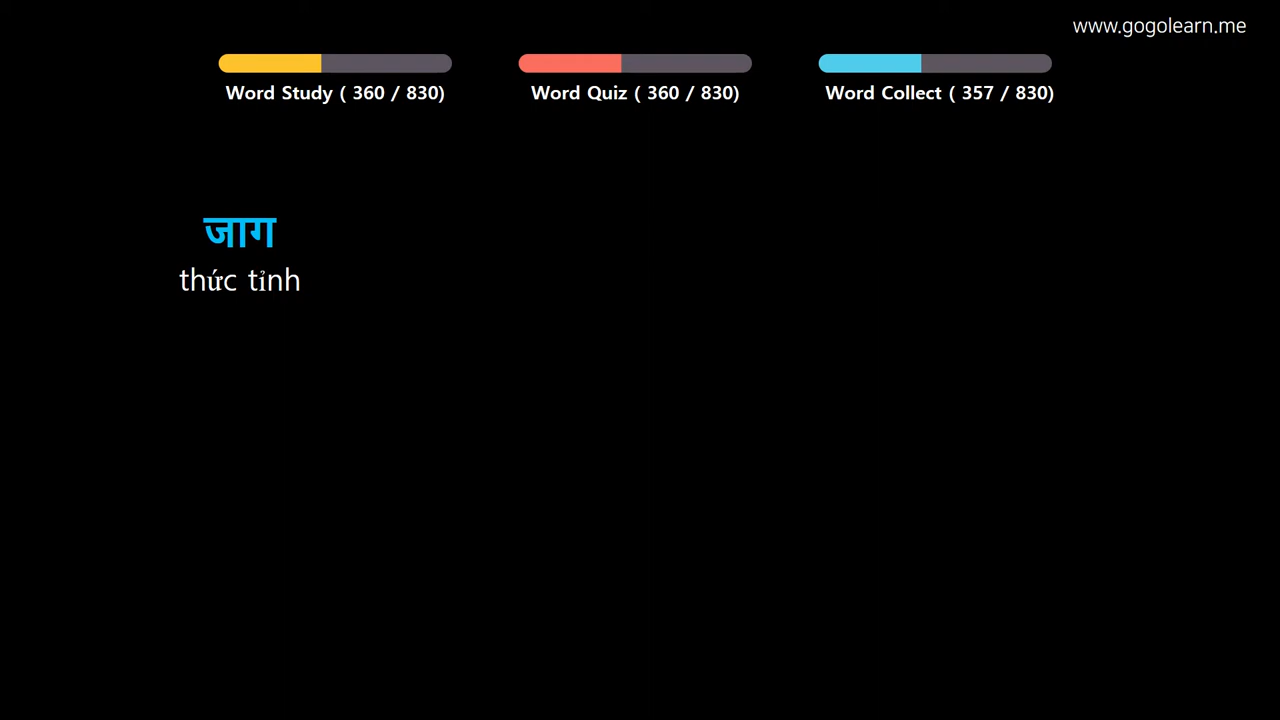 www.gogolearn.me
Word Study ( 360 / 830)
Word Quiz ( 360 / 830)
Word Collect ( 357 / 830)
जाग
thức tỉnh